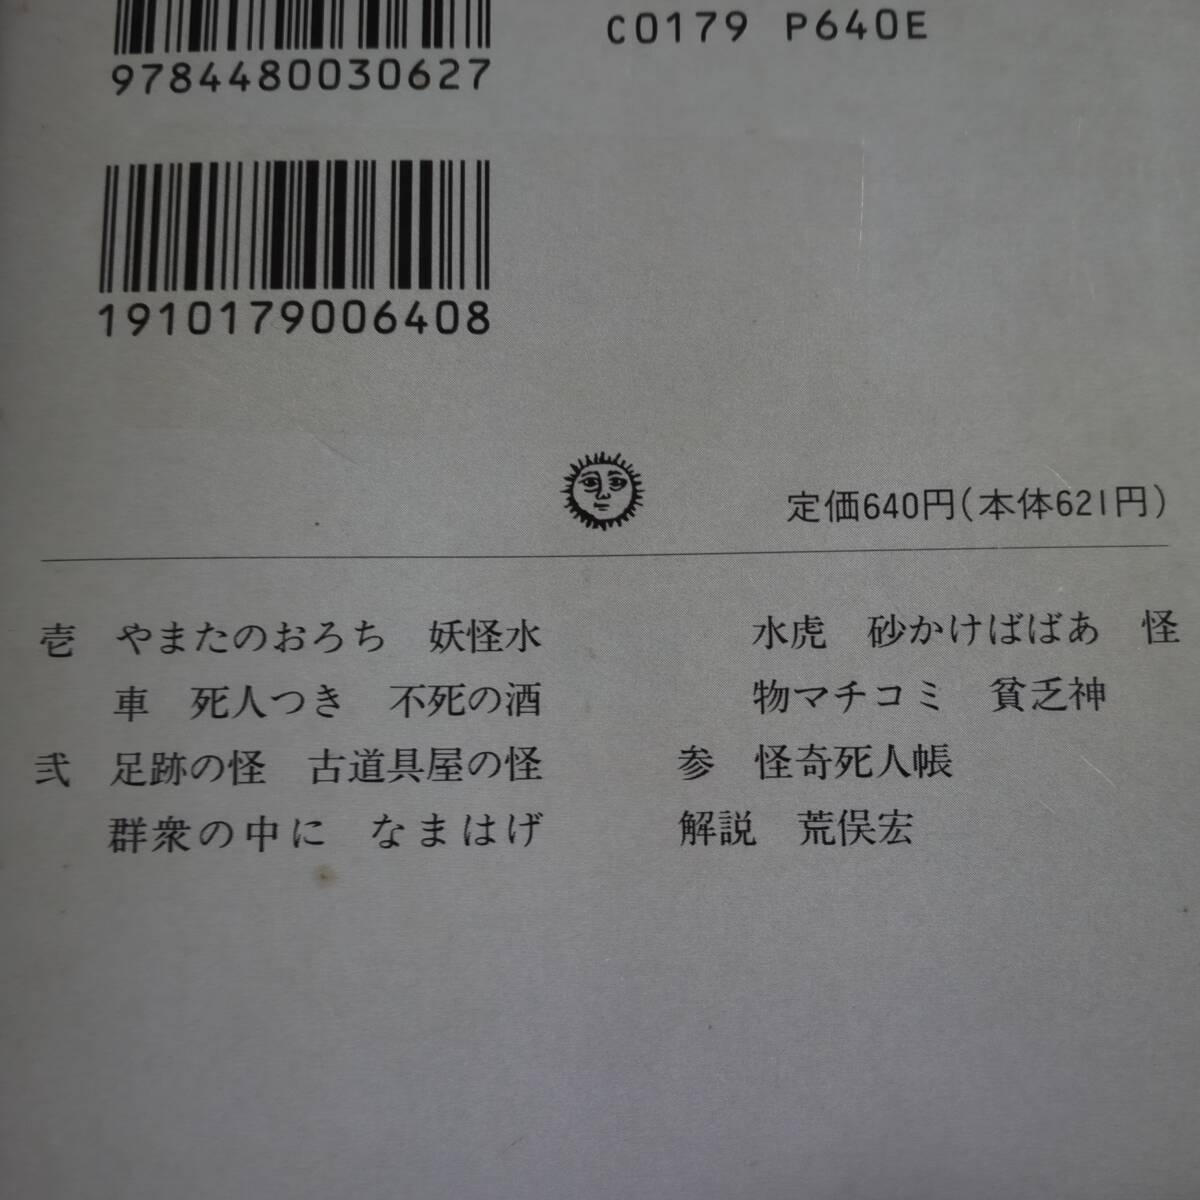 C0179 P640E
9784480030627
1910179006408
定価640円(本体621円)
壱 やまたのおろち 妖怪水
車 死人つき 不死の酒
弐 足跡の怪 古道具屋の怪
群衆の中に なまはげ
水虎 砂かけばばあ 怪
物マチコミ 貧乏神
参 怪奇死人帳
解説 荒俣宏